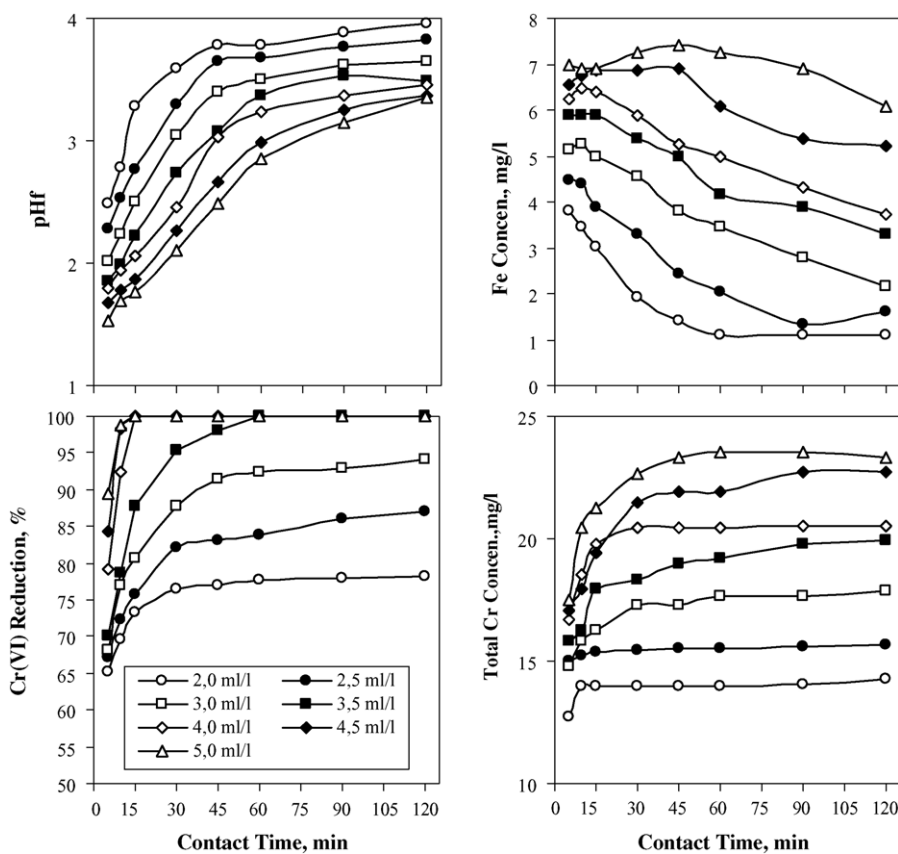 4
3
2
1
pHf
8
7
6
5
4
3
2
1
0
Fe Concen., mg/l
100
95
90
85
80
75
70
65
60
55
50
Cr(VI) Reduction, %
2,0 ml/l 2,5 ml/l
3,0 ml/l 3,5 ml/l
4,0 ml/l 4,5 ml/l
5,0 ml/l
0 15 30 45 60 75 90 105 120
Contact Time, min
25
20
15
10
Total Cr Concen.,mg/l
0 15 30 45 60 75 90 105 120
Contact Time, min